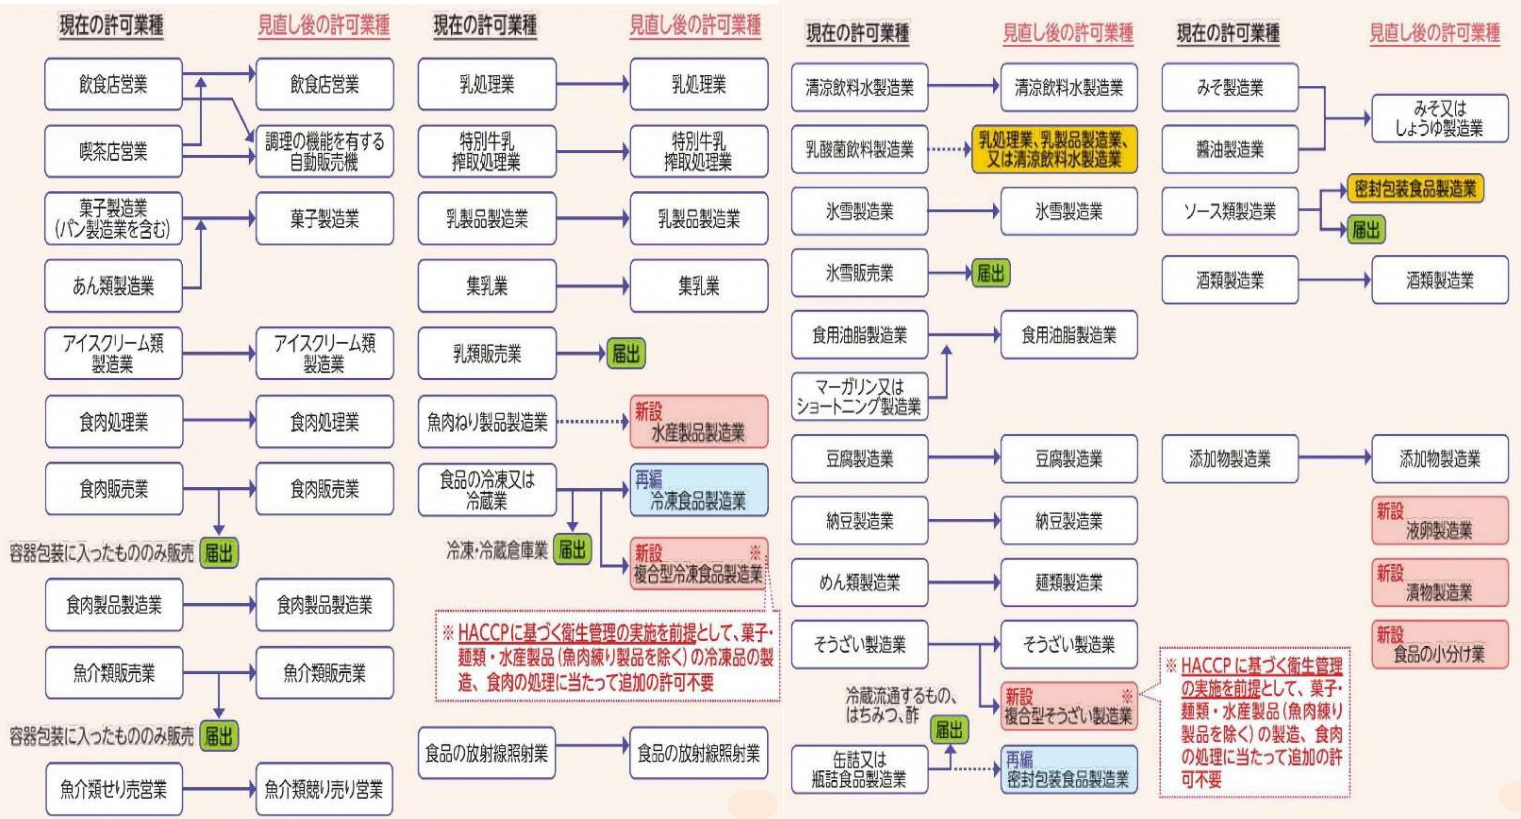 現在の許可業種
見直し後の許可業種
飲食店営業
飲食店営業
喫茶店営業
調理の機能を有する
自動販売機
菓子製造業
(パン製造業を含む)
菓子製造業
あん類製造業
アイスクリーム類
製造業
アイスクリーム類
製造業
食肉処理業
食肉処理業
食肉販売業
食肉販売業
容器包装に入ったもののみ販売
届出
食肉製品製造業
食肉製品製造業
魚介類販売業
魚介類販売業
容器包装に入ったもののみ販売
届出
魚介類せり売営業
魚介類競り売り営業
現在の許可業種
見直し後の許可業種
乳処理業
乳処理業
特別牛乳
搾取処理業
特別牛乳
搾取処理業
乳製品製造業
乳製品製造業
集乳業
集乳業
乳類販売業
届出
魚肉ねり製品製造業
新設
水産製品製造業
食品の冷凍又は
冷蔵業
再編
冷凍食品製造業
冷凍・冷蔵倉庫業
届出
新設 ※
複合型冷凍食品製造業
※ HACCPに基づく衛生管理の実施を前提として、菓子・
麺類・水産製品(魚肉練り製品を除く)の冷凍品の製
造、食肉の処理に当たって追加の許可不要
食品の放射線照射業
食品の放射線照射業
現在の許可業種
見直し後の許可業種
清涼飲料水製造業
清涼飲料水製造業
乳酸菌飲料製造業
乳処理業、乳製品製造業、
又は清涼飲料水製造業
氷雪製造業
氷雪製造業
氷雪販売業
届出
食用油脂製造業
食用油脂製造業
マーガリン又は
ショートニング製造業
豆腐製造業
豆腐製造業
納豆製造業
納豆製造業
めん類製造業
麺類製造業
そうざい製造業
そうざい製造業
新設 ※
複合型そうざい製造業
冷蔵流通するもの、
はちみつ、酢
届出
缶詰又は
瓶詰食品製造業
再編
密封包装食品製造業
現在の許可業種
見直し後の許可業種
みそ製造業
みそ又は
しょうゆ製造業
醬油製造業
ソース類製造業
密封包装食品製造業
届出
酒類製造業
酒類製造業
添加物製造業
添加物製造業
新設
液卵製造業
新設
漬物製造業
新設
食品の小分け業
※ HACCPに基づく衛生管理
の実施を前提として、菓子・
麺類・水産製品(魚肉練り
製品を除く)の製造、食肉
の処理に当たって追加の許
可不要